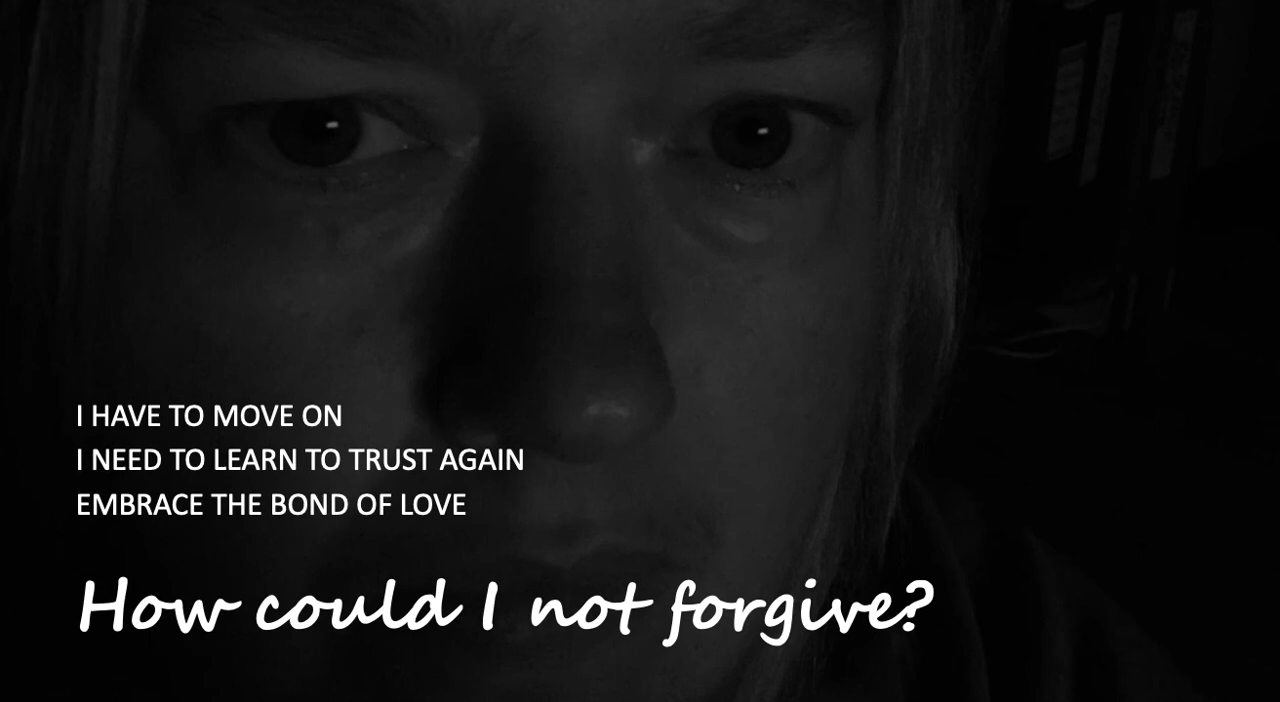 I HAVE TO MOVE ON
I NEED TO LEARN TO TRUST AGAIN
EMBRACE THE BOND OF LOVE
How could I not forgive?